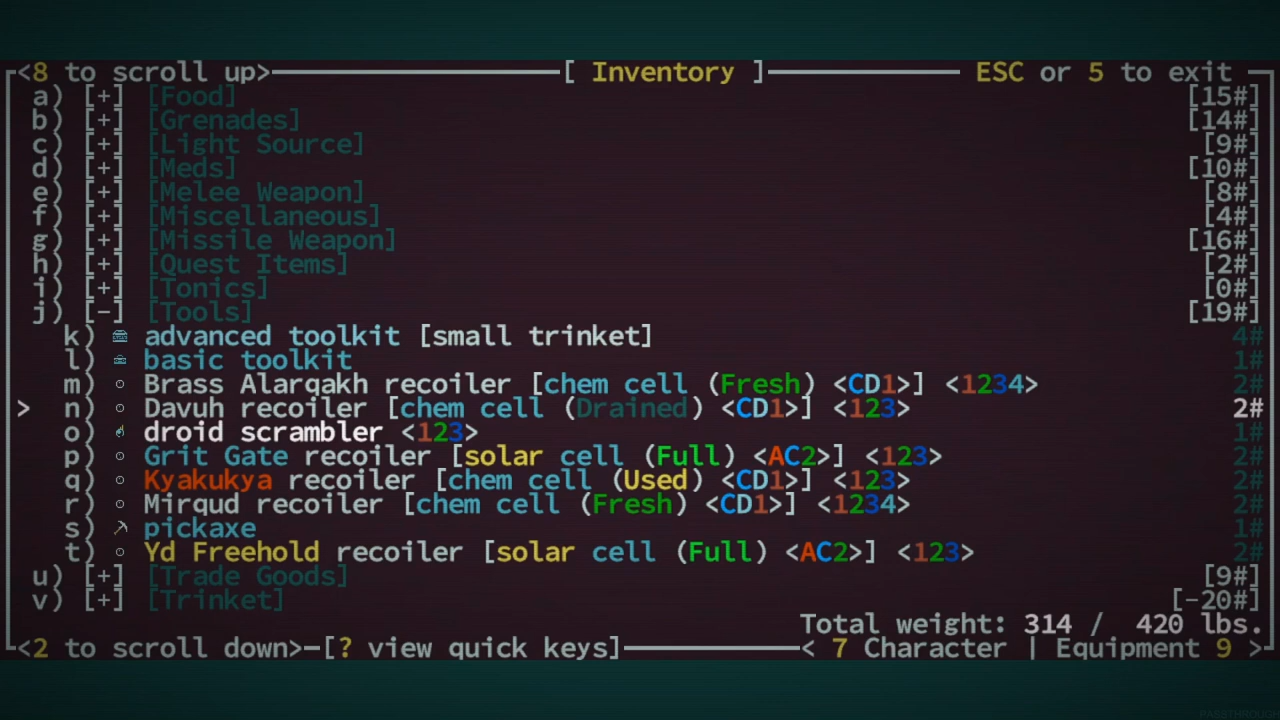 <8 to scroll up> [ Inventory ] ESC or 5 to exit
a) [+] [Food] [15#]
b) [+] [Grenades] [14#]
c) [+] [Light Source] [9#]
d) [+] [Meds] [10#]
e) [+] [Melee Weapon] [8#]
f) [+] [Miscellaneous] [4#]
g) [+] [Missile Weapon] [16#]
h) [+] [Quest Items] [2#]
i) [+] [Tonics] [0#]
j) [-] [Tools] [19#]
k) advanced toolkit [small trinket] 4#
l) basic toolkit 1#
m) Brass Alarqakh recoiler [chem cell (Fresh) <CD1>] <1234> 2#
> n) Davuh recoiler [chem cell (Drained) <CD1>] <123> 2#
o) droid scrambler <123> 1#
p) Grit Gate recoiler [solar cell (Full) <AC2>] <123> 2#
q) Kyakukya recoiler [chem cell (Used) <CD1>] <123> 2#
r) Mirqud recoiler [chem cell (Fresh) <CD1>] <1234> 2#
s) pickaxe 1#
t) Yd Freehold recoiler [solar cell (Full) <AC2>] <123> 2#
u) [+] [Trade Goods] [9#]
v) [+] [Trinket] [-20#]
Total weight: 314 / 420 lbs.
<2 to scroll down> [? view quick keys] < 7 Character | Equipment 9 >